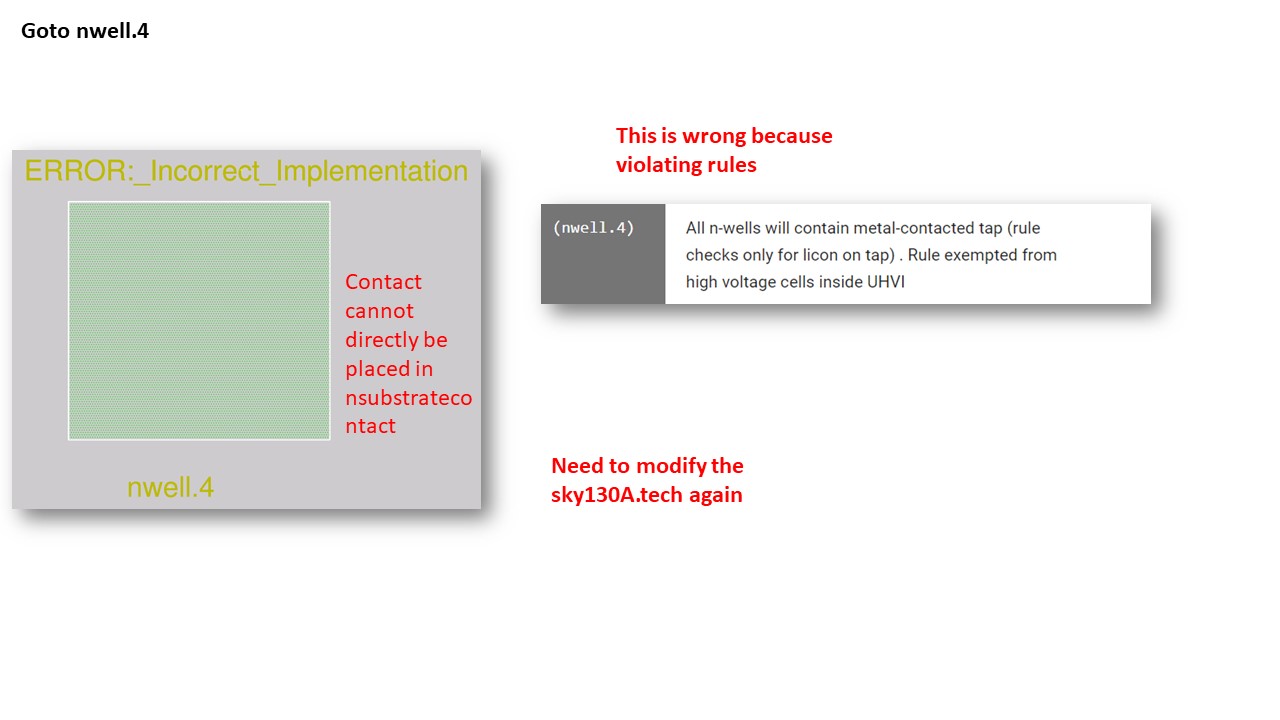 Goto nwell.4
This is wrong because
violating rules
ERROR:_Incorrect_Implementation
(nwell.4)
All n-wells will contain metal-contacted tap (rule
checks only for licon on tap) . Rule exempted from
high voltage cells inside UHVI
Contact
cannot
directly be
placed in
nsubstrateco
ntact
nwell.4
Need to modify the
sky130A.tech again